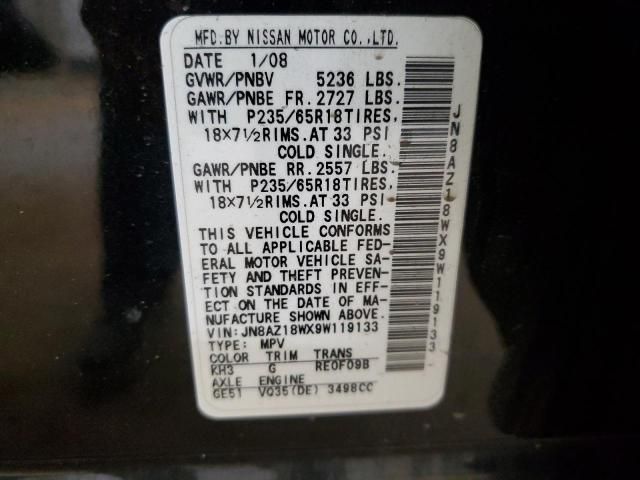 MFD.BY NISSAN MOTOR CO.,LTD.
DATE 1/08
GVWR/PNBV 5236 LBS.
GAWR/PNBE FR. 2727 LBS.
WITH P235/65R18TIRES,
18×7½RIMS.AT 33 PSI
COLD SINGLE.
GAWR/PNBE RR. 2557 LBS.
WITH P235/65R18TIRES,
18×7½RIMS.AT 33 PSI
COLD SINGLE.
THIS VEHICLE CONFORMS
TO ALL APPLICABLE FED-
ERAL MOTOR VEHICLE SA-
FETY AND THEFT PREVEN-
TION STANDARDS IN EFF-
ECT ON THE DATE OF MA-
NUFACTURE SHOWN ABOVE.
VIN: JN8AZ18WX9W119133
TYPE: MPV
COLOR TRIM TRANS
KH3 G RE0F09B
AXLE ENGINE
GE51 VQ35(DE) 3498CC
JN8AZ18WX9W119133